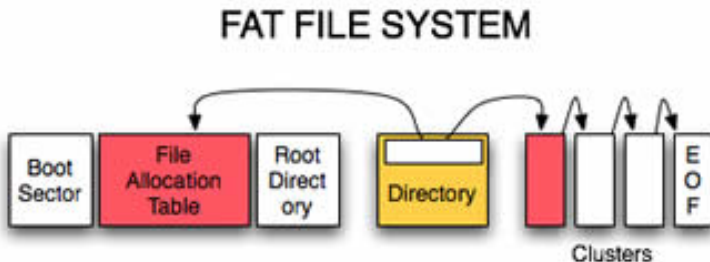 FAT FILE SYSTEM
Boot
Sector
File
Allocation
Table
Root
Direct
ory
Directory
E
O
F
Clusters